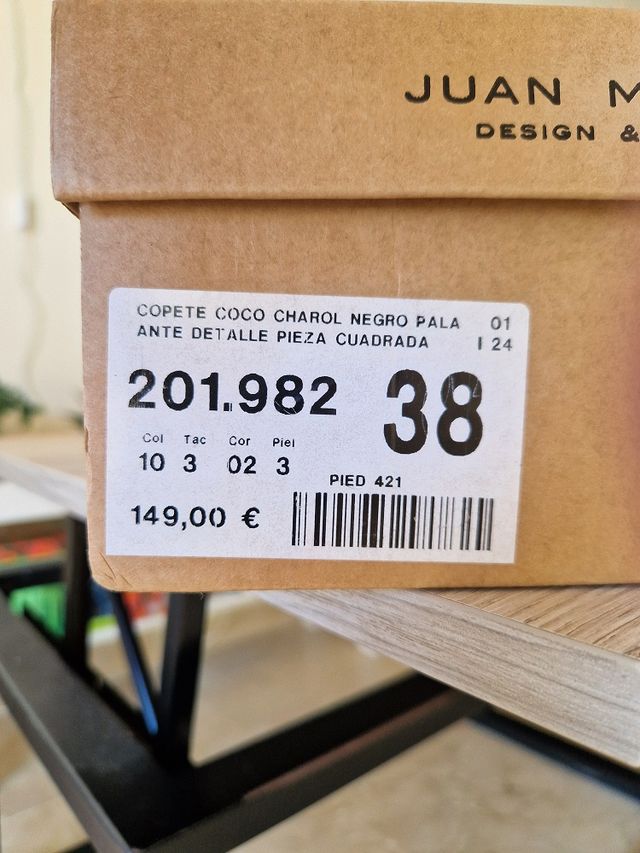 JUAN M
DESIGN &
COPETE COCO CHAROL NEGRO PALA 01
ANTE DETALLE PIEZA CUADRADA I 24
201.982 38
Col Tac Cor Piel
10 3 02 3
PIED 421
149,00 €